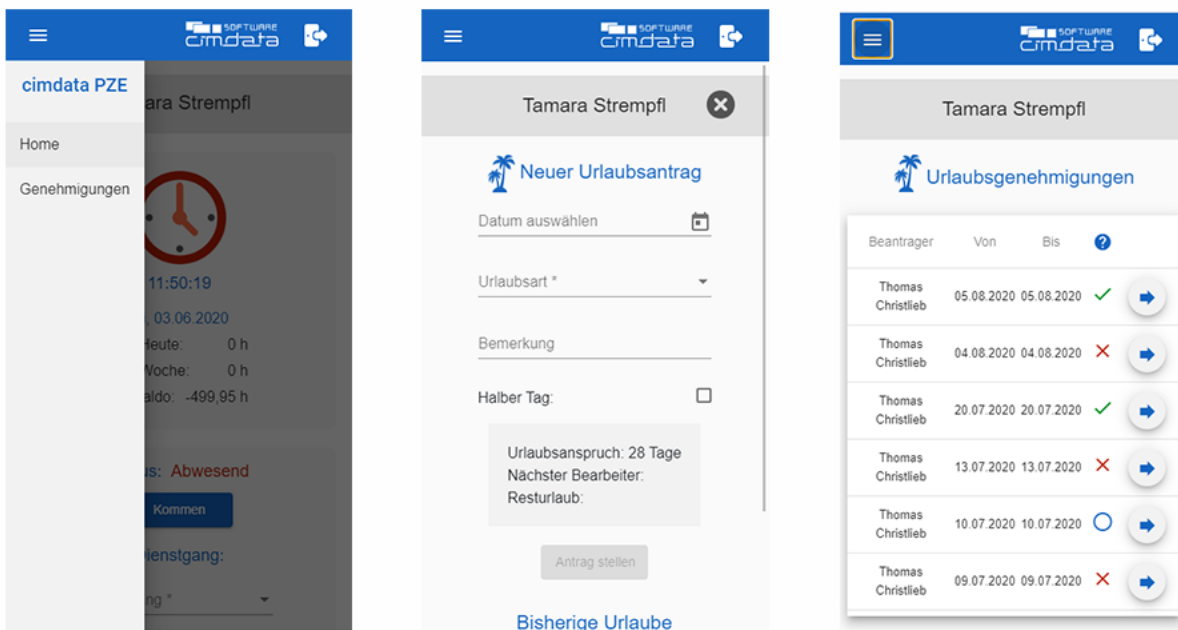 SOFTWARE
cimdata
cimdata PZE
ara Strempfl
Home
Genehmigungen
11:50:19
, 03.06.2020
Heute: 0 h
Woche: 0 h
aldo: -499,95 h
us: Abwesend
Kommen
Dienstgang:
ng *
SOFTWARE
cimdata
Tamara Strempfl
Neuer Urlaubsantrag
Datum auswählen
Urlaubsart *
Bemerkung
Halber Tag:
Urlaubsanspruch: 28 Tage
Nächster Bearbeiter:
Resturlaub:
Antrag stellen
Bisherige Urlaube
SOFTWARE
cimdata
Tamara Strempfl
Urlaubsgenehmigungen
Beantrager Von Bis ?
Thomas
Christlieb 05.08.2020 05.08.2020
Thomas
Christlieb 04.08.2020 04.08.2020
Thomas
Christlieb 20.07.2020 20.07.2020
Thomas
Christlieb 13.07.2020 13.07.2020
Thomas
Christlieb 10.07.2020 10.07.2020
Thomas
Christlieb 09.07.2020 09.07.2020